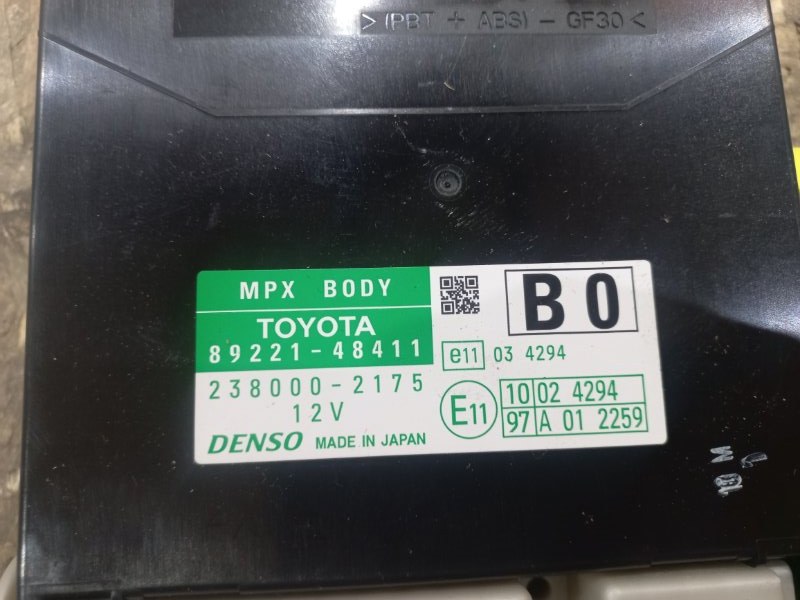 >(PBT + ABS) - GF30<
MPX BODY
TOYOTA
89221-48411
238000-2175
12V
DENSO MADE IN JAPAN
B0
e11 03 4294
E11
10 02 4294
97 A 01 2259